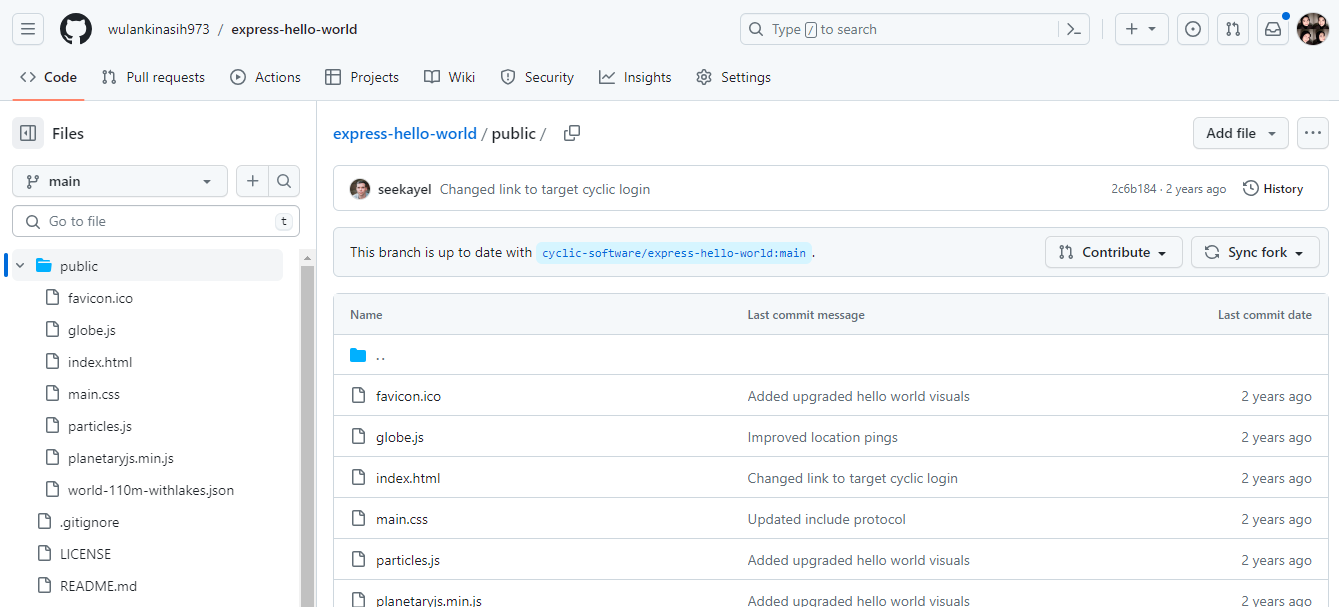 wulankinasih973 / express-hello-world
Type / to search
Code Pull requests Actions Projects Wiki Security Insights Settings
Files
main
Go to file t
public
favicon.ico
globe.js
index.html
main.css
particles.js
planetaryjs.min.js
world-110m-withlakes.json
.gitignore
LICENSE
README.md
express-hello-world / public /
Add file
seekayel Changed link to target cyclic login 2c6b184 · 2 years ago History
This branch is up to date with cyclic-software/express-hello-world:main .
Contribute Sync fork
Name Last commit message Last commit date
..
favicon.ico Added upgraded hello world visuals 2 years ago
globe.js Improved location pings 2 years ago
index.html Changed link to target cyclic login 2 years ago
main.css Updated include protocol 2 years ago
particles.js Added upgraded hello world visuals 2 years ago
planetaryjs.min.js Added upgraded hello world visuals 2 years ago